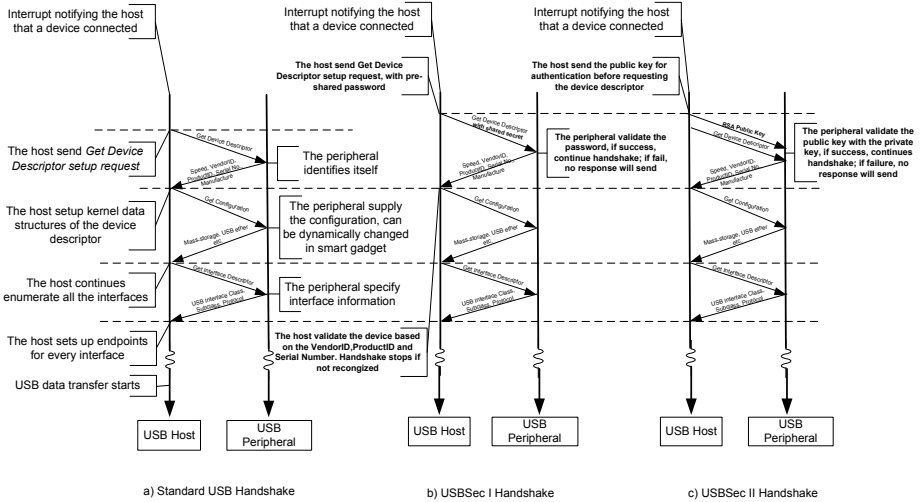 Interrupt notifying the host
that a device connected
The host send Get Device
Descriptor setup request
The host setup kernel data
structures of the device
descriptor
The host continues
enumerate all the interfaces
The host sets up endpoints
for every interface
USB data transfer starts
Get Device Descriptor
Speed, VendorID,
ProductID, Serial No.
Manufacture
Get Configuration
Mass-storage, USB ether
etc.
Get Interface Descriptor
USB Interface Class,
Subclass, Protocol
The peripheral
identifies itself
The peripheral supply
the configuration, can
be dynamically changed
in smart gadget
The peripheral specify
interface information
USB Host
USB
Peripheral
a) Standard USB Handshake
Interrupt notifying the host
that a device connected
The host send Get Device
Descriptor setup request, with pre-
shared password
Get Device Descriptor
with shared secret
Speed, VendorID,
ProductID, Serial No.
Manufacture
Get Configuration
Mass-storage, USB ether
etc.
Get Interface Descriptor
USB Interface Class,
Subclass, Protocol
The peripheral validate the
password, if success,
continue handshake; if fail,
no response will send
The host validate the device based
on the VendorID,ProductID and
Serial Number. Handshake stops if
not recongized
USB Host
USB
Peripheral
b) USBSec I Handshake
Interrupt notifying the host
that a device connected
The host send the public key for
authentication before requesting
the device descriptor
RSA Public Key
Get Device Descriptor
Speed, VendorID,
ProductID, Serial No.
Manufacture
Get Configuration
Mass-storage, USB ether
etc.
Get Interface Descriptor
USB Interface Class,
Subclass, Protocol
The peripheral validate the
public key with the private
key, if success, continues
handshake; if failure, no
response will send
USB Host
USB
Peripheral
c) USBSec II Handshake